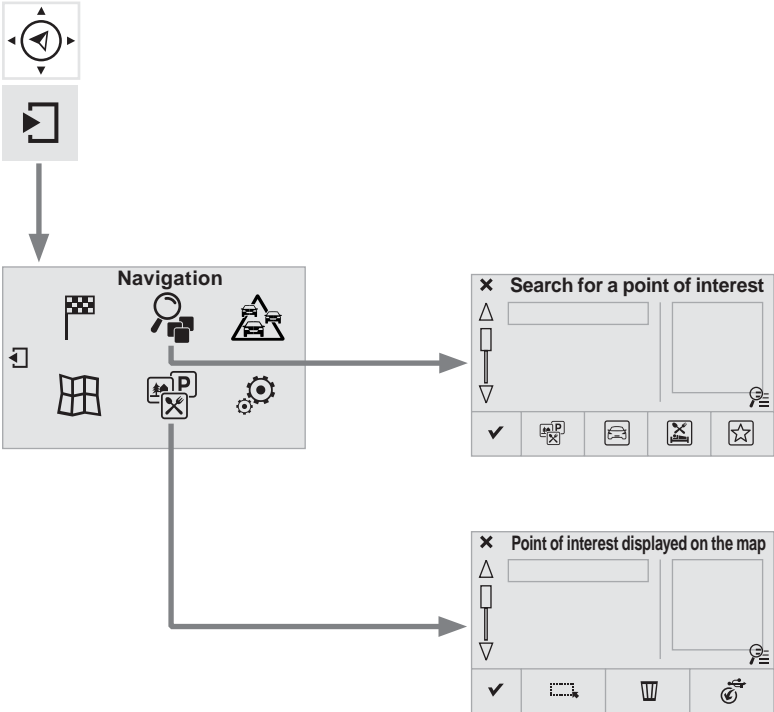 Navigation
Search for a point of interest
P
P
Point of interest displayed on the map